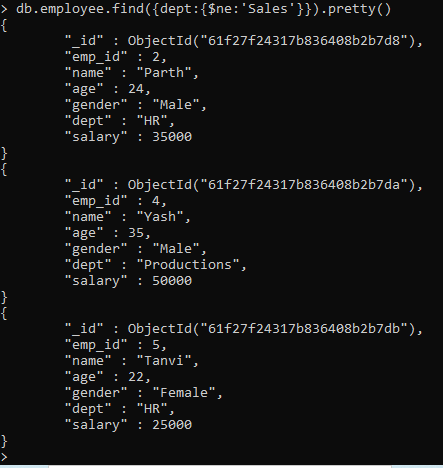 > db.employee.find({dept:{$ne:'Sales'}}).pretty()
{
"_id" : ObjectId("61f27f24317b836408b2b7d8"),
"emp_id" : 2,
"name" : "Parth",
"age" : 24,
"gender" : "Male",
"dept" : "HR",
"salary" : 35000
}
{
"_id" : ObjectId("61f27f24317b836408b2b7da"),
"emp_id" : 4,
"name" : "Yash",
"age" : 35,
"gender" : "Male",
"dept" : "Productions",
"salary" : 50000
}
{
"_id" : ObjectId("61f27f24317b836408b2b7db"),
"emp_id" : 5,
"name" : "Tanvi",
"age" : 22,
"gender" : "Female",
"dept" : "HR",
"salary" : 25000
}
>